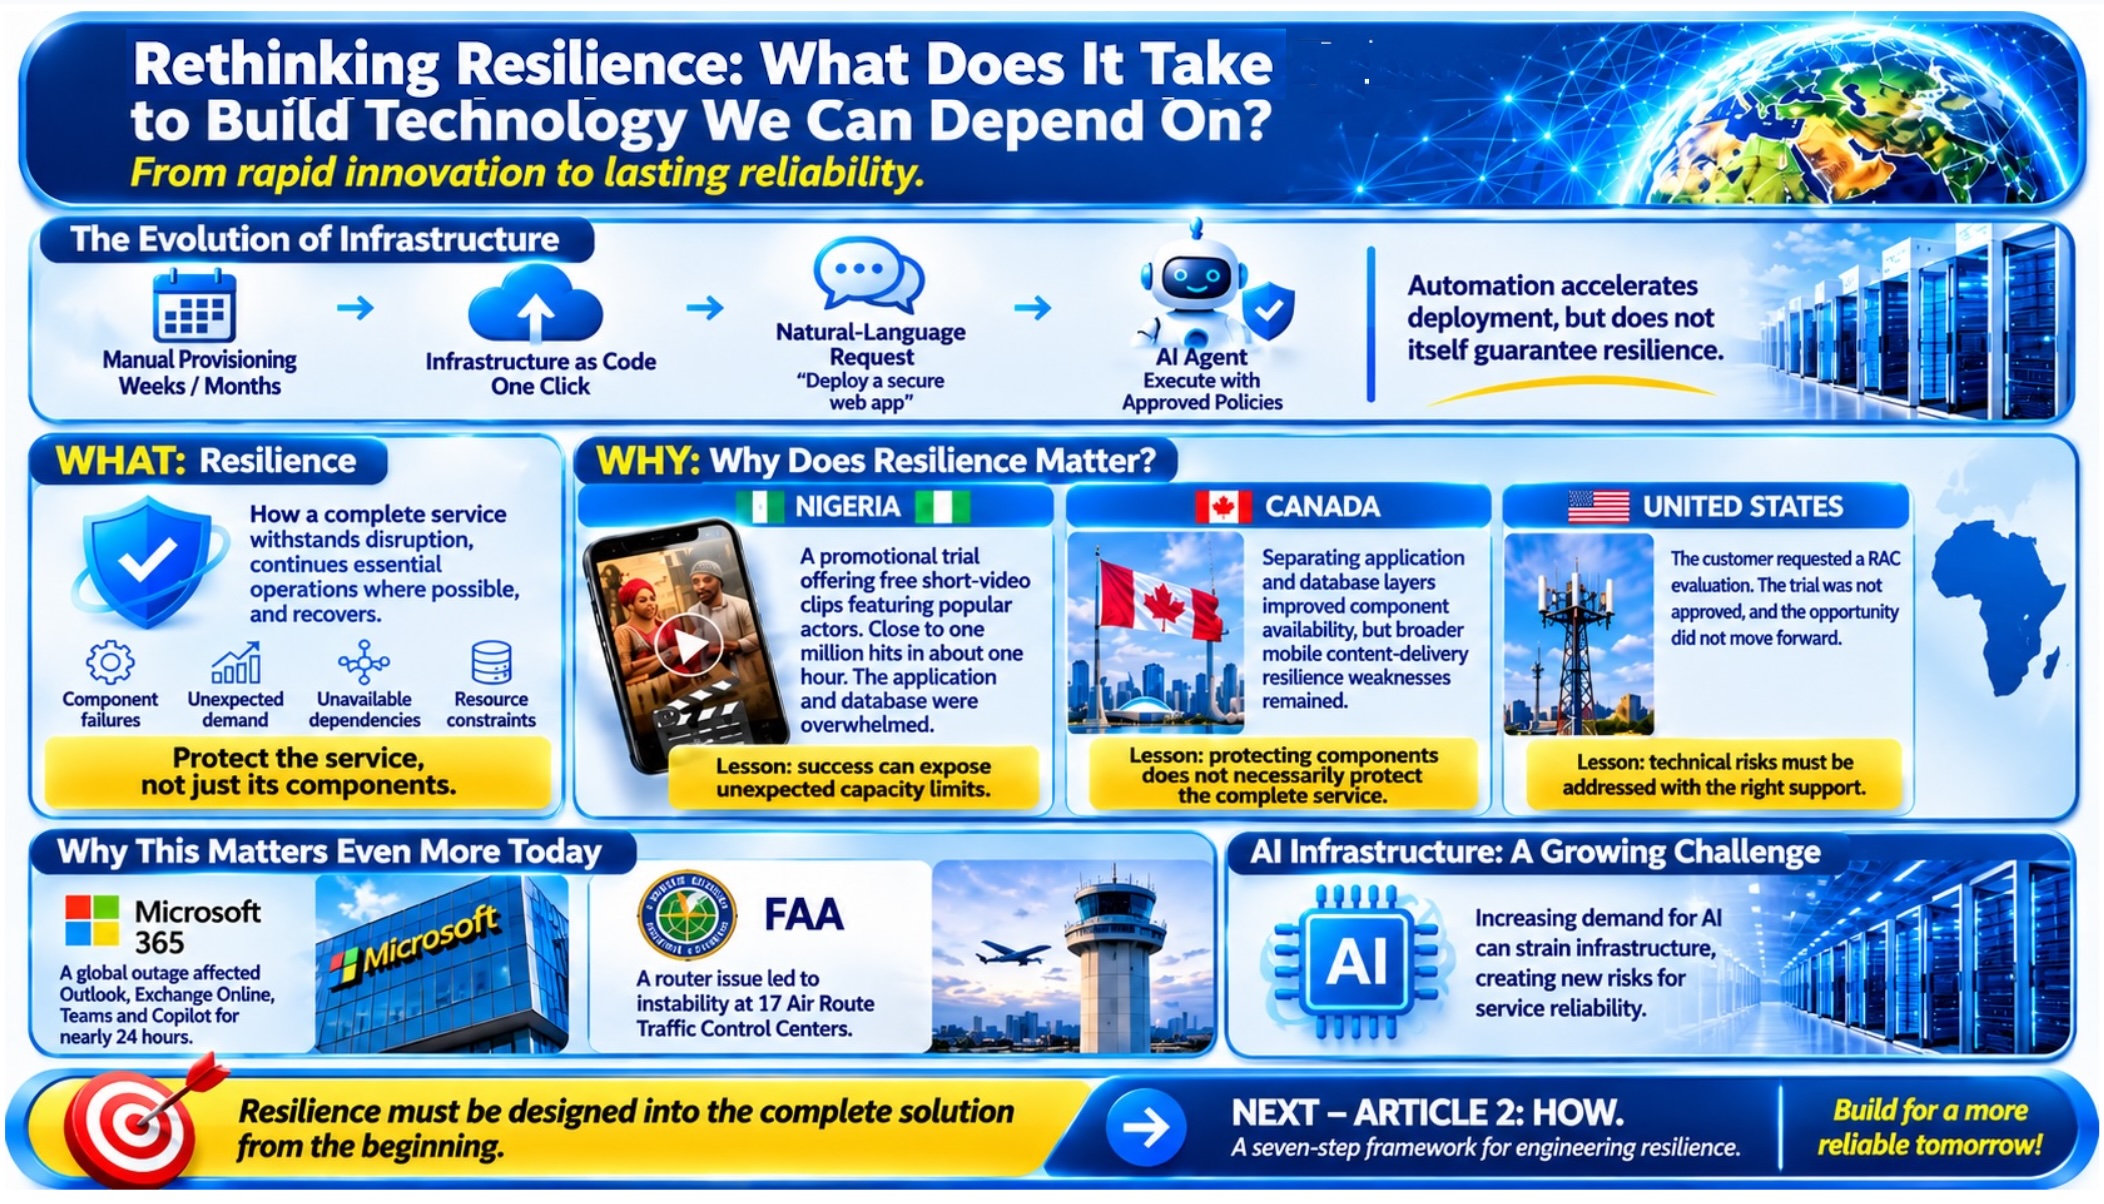 Rethinking Resilience: What Does It Take
to Build Technology We Can Depend On?
From rapid innovation to lasting reliability.
The Evolution of Infrastructure
Manual Provisioning
Weeks / Months
Infrastructure as Code
One Click
Natural-Language
Request
“Deploy a secure
web app”
AI Agent
Execute with
Approved Policies
Automation accelerates
deployment, but does not
itself guarantee resilience.
WHAT: Resilience
How a complete service
withstands disruption,
continues essential
operations where possible,
and recovers.
Component
failures
Unexpected
demand
Unavailable
dependencies
Resource
constraints
Protect the service,
not just its components.
WHY: Why Does Resilience Matter?
NIGERIA
A promotional trial
offering free short-video
clips featuring popular
actors. Close to one
million hits in about one
hour. The application
and database were
overwhelmed.
Lesson: success can expose
unexpected capacity limits.
CANADA
Separating application
and database layers
improved component
availability, but broader
mobile content-delivery
resilience weaknesses
remained.
Lesson: protecting components
does not necessarily protect
the complete service.
UNITED STATES
The customer requested a RAC
evaluation. The trial was not
approved, and the opportunity
did not move forward.
Lesson: technical risks must be
addressed with the right support.
Why This Matters Even More Today
Microsoft
365
A global outage affected
Outlook, Exchange Online,
Teams and Copilot for
nearly 24 hours.
Microsoft
FAA
A router issue led to
instability at 17 Air Route
Traffic Control Centers.
AI Infrastructure: A Growing Challenge
AI
Increasing demand for AI
can strain infrastructure,
creating new risks for
service reliability.
Resilience must be designed into the complete solution
from the beginning.
NEXT – ARTICLE 2: HOW.
A seven-step framework for engineering resilience.
Build for a more
reliable tomorrow!